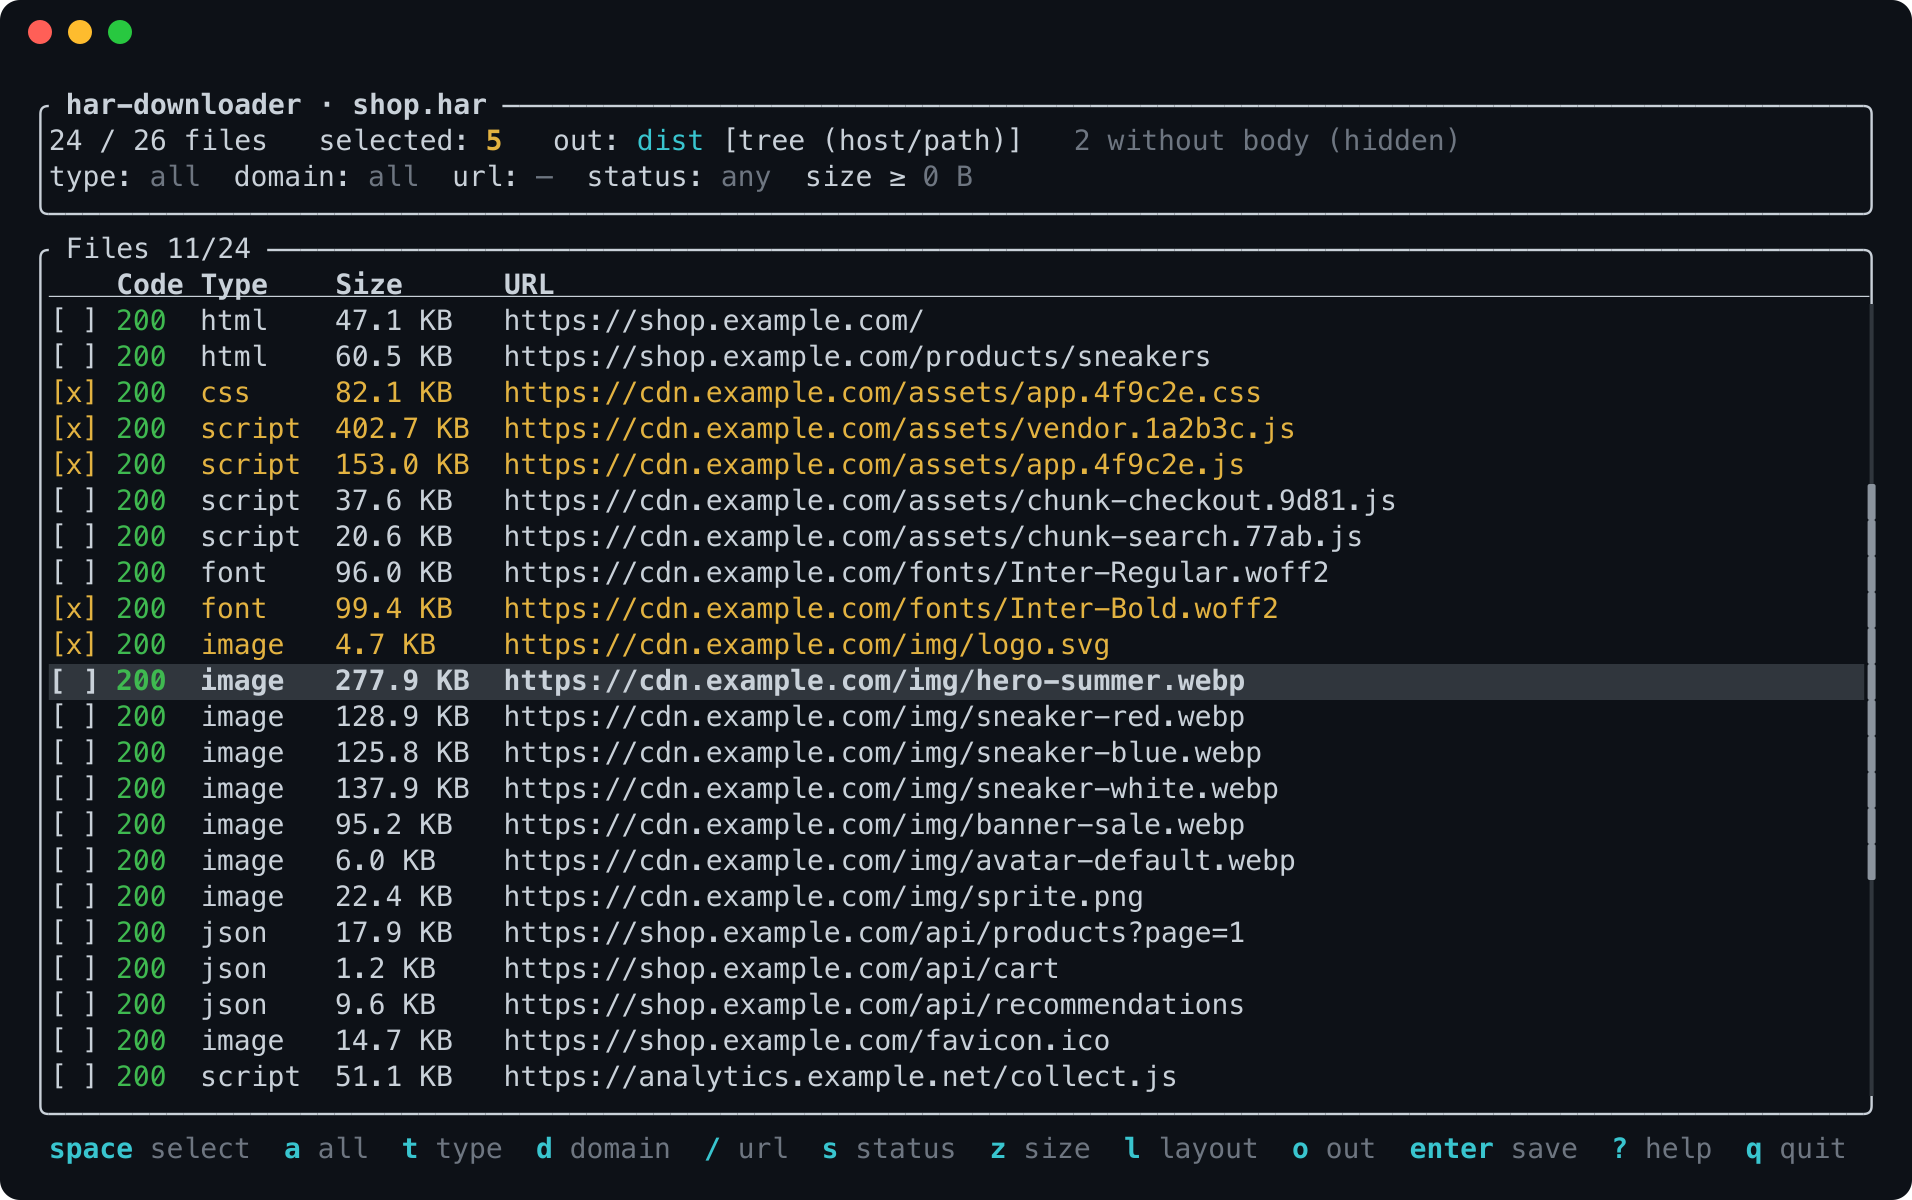 har-downloader · shop.har
24 / 26 files   selected: 5   out: dist [tree (host/path)]   2 without body (hidden)
type: all  domain: all  url: —  status: any  size ≥ 0 B
Files 11/24
    Code Type    Size      URL
[ ] 200  html    47.1 KB   https://shop.example.com/
[ ] 200  html    60.5 KB   https://shop.example.com/products/sneakers
[x] 200  css     82.1 KB   https://cdn.example.com/assets/app.4f9c2e.css
[x] 200  script  402.7 KB  https://cdn.example.com/assets/vendor.1a2b3c.js
[x] 200  script  153.0 KB  https://cdn.example.com/assets/app.4f9c2e.js
[ ] 200  script  37.6 KB   https://cdn.example.com/assets/chunk-checkout.9d81.js
[ ] 200  script  20.6 KB   https://cdn.example.com/assets/chunk-search.77ab.js
[ ] 200  font    96.0 KB   https://cdn.example.com/fonts/Inter-Regular.woff2
[x] 200  font    99.4 KB   https://cdn.example.com/fonts/Inter-Bold.woff2
[x] 200  image   4.7 KB    https://cdn.example.com/img/logo.svg
[ ] 200  image   277.9 KB  https://cdn.example.com/img/hero-summer.webp
[ ] 200  image   128.9 KB  https://cdn.example.com/img/sneaker-red.webp
[ ] 200  image   125.8 KB  https://cdn.example.com/img/sneaker-blue.webp
[ ] 200  image   137.9 KB  https://cdn.example.com/img/sneaker-white.webp
[ ] 200  image   95.2 KB   https://cdn.example.com/img/banner-sale.webp
[ ] 200  image   6.0 KB    https://cdn.example.com/img/avatar-default.webp
[ ] 200  image   22.4 KB   https://cdn.example.com/img/sprite.png
[ ] 200  json    17.9 KB   https://shop.example.com/api/products?page=1
[ ] 200  json    1.2 KB    https://shop.example.com/api/cart
[ ] 200  json    9.6 KB    https://shop.example.com/api/recommendations
[ ] 200  image   14.7 KB   https://shop.example.com/favicon.ico
[ ] 200  script  51.1 KB   https://analytics.example.net/collect.js
space select  a all  t type  d domain  / url  s status  z size  l layout  o out  enter save  ? help  q quit